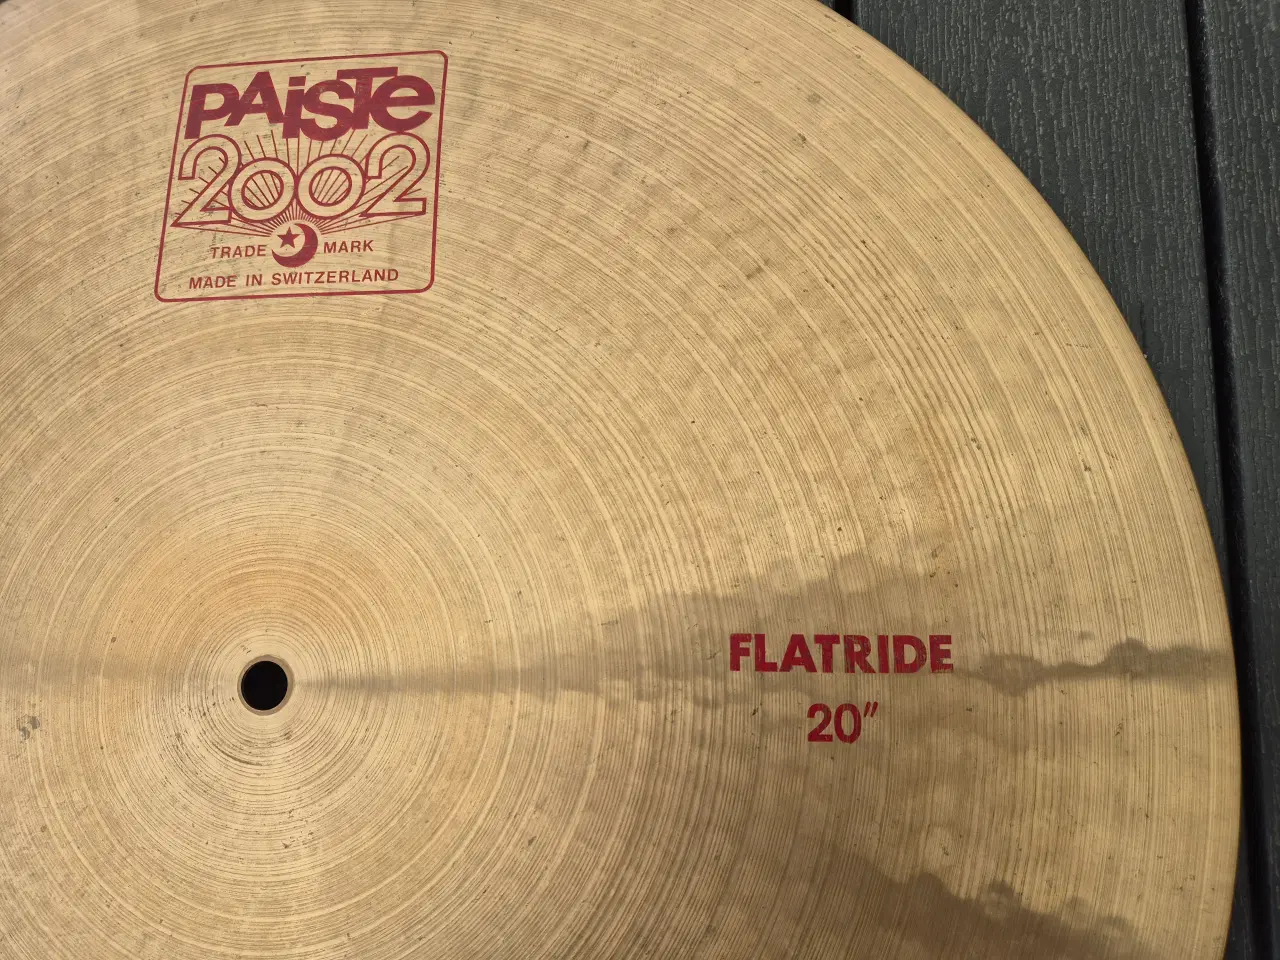 PAiSTe
2002
TRADE MARK
MADE IN SWITZERLAND
FLATRIDE
20"